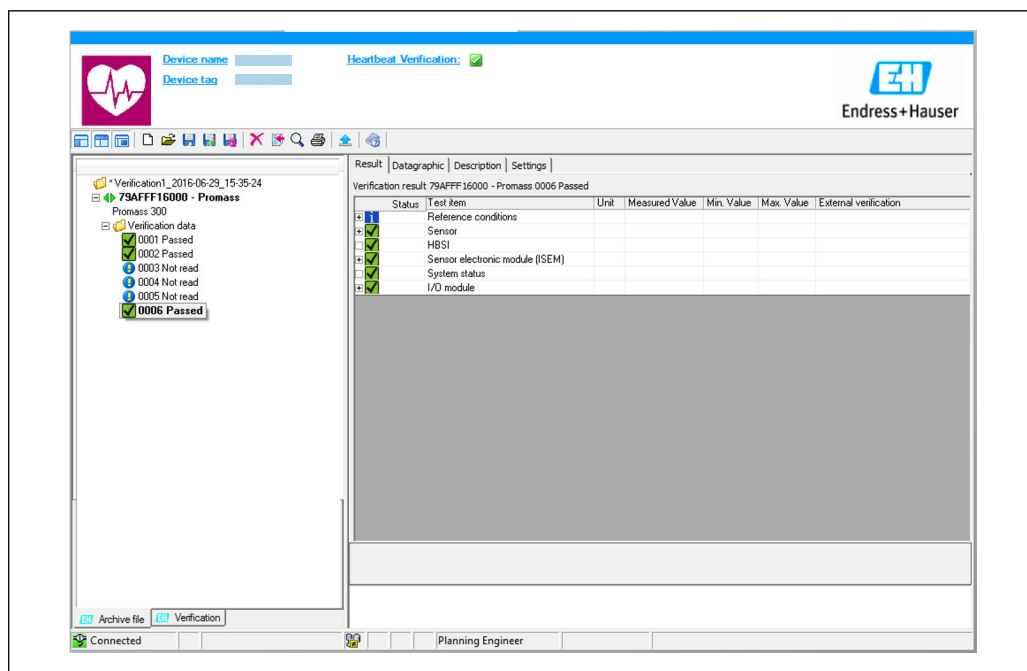 Device name
Heartbeat Verification:
Device tag
EH
Endress+Hauser
Result Datagraphic Description Settings
Verification result 79AFFF16000 - Promass 0006 Passed
* Verification1_2016-06-29_15-35-24
79AFFF16000 - Promass
Promass 300
Verification data
0001 Passed
0002 Passed
0003 Not read
0004 Not read
0005 Not read
0006 Passed
Status Test item Unit Measured Value Min. Value Max. Value External verification
Reference conditions
Sensor
HBSI
Sensor electronic module (ISEM)
System status
I/O module
Archive file Verification
Connected Planning Engineer